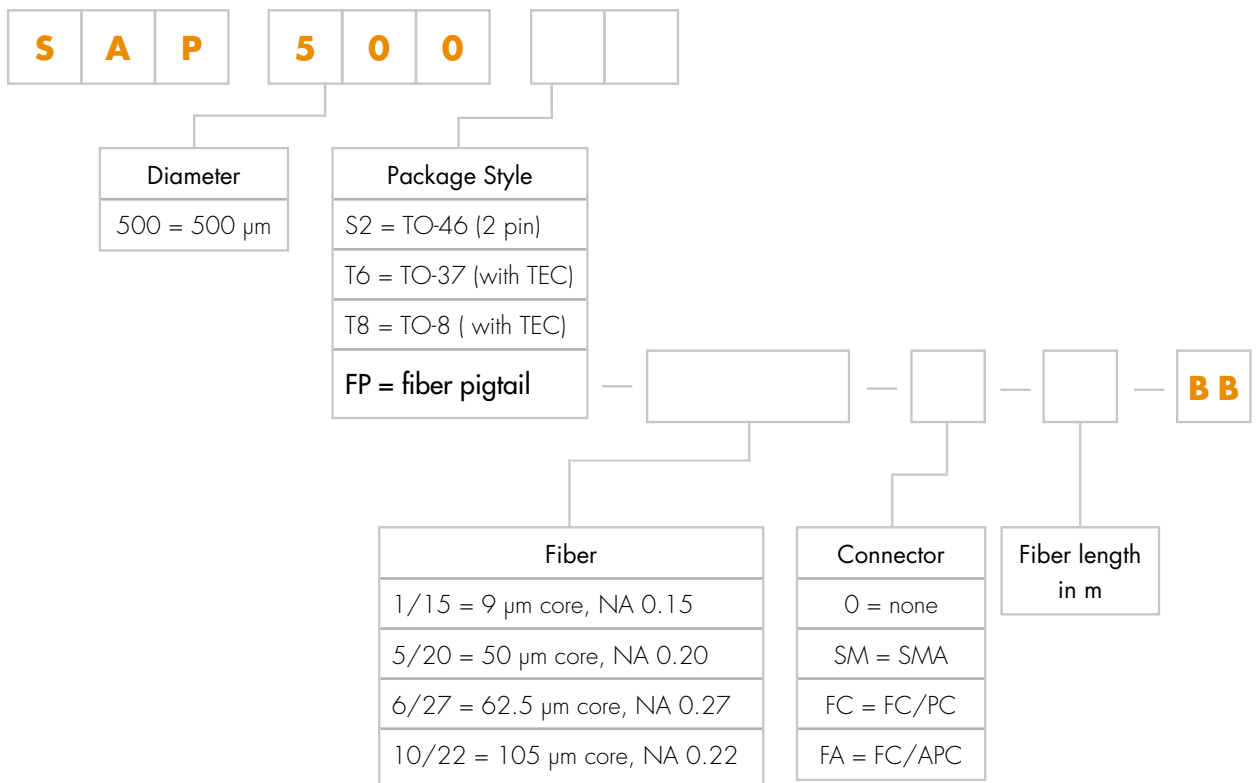 S A P 5 0 0
Diameter
500 = 500 µm
Package Style
S2 = TO-46 (2 pin)
T6 = TO-37 (with TEC)
T8 = TO-8 ( with TEC)
FP = fiber pigtail
— — — — B B
Fiber
1/15 = 9 µm core, NA 0.15
5/20 = 50 µm core, NA 0.20
6/27 = 62.5 µm core, NA 0.27
10/22 = 105 µm core, NA 0.22
Connector
0 = none
SM = SMA
FC = FC/PC
FA = FC/APC
Fiber length
in m